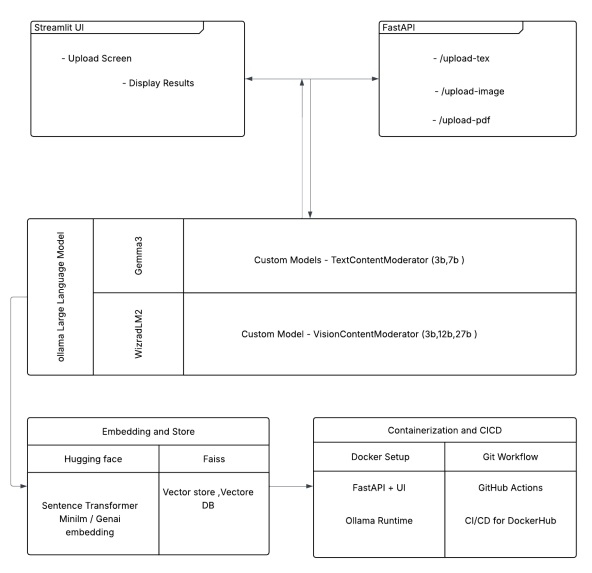 Streamlit UI
- Upload Screen
- Display Results
FastAPI
- /upload-tex
- /upload-image
- /upload-pdf
ollama Large Language Model
Gemma3
Custom Models - TextContentModerator (3b,7b )
WizradLM2
Custom Model - VisionContentModerator (3b,12b,27b )
Embedding and Store
Hugging face
Faiss
Sentence Transformer
Minilm / Genai
embedding
Vector store ,Vectore
DB
Containerization and CICD
Docker Setup
Git Workflow
FastAPI + UI
GitHub Actions
Ollama Runtime
CI/CD for DockerHub